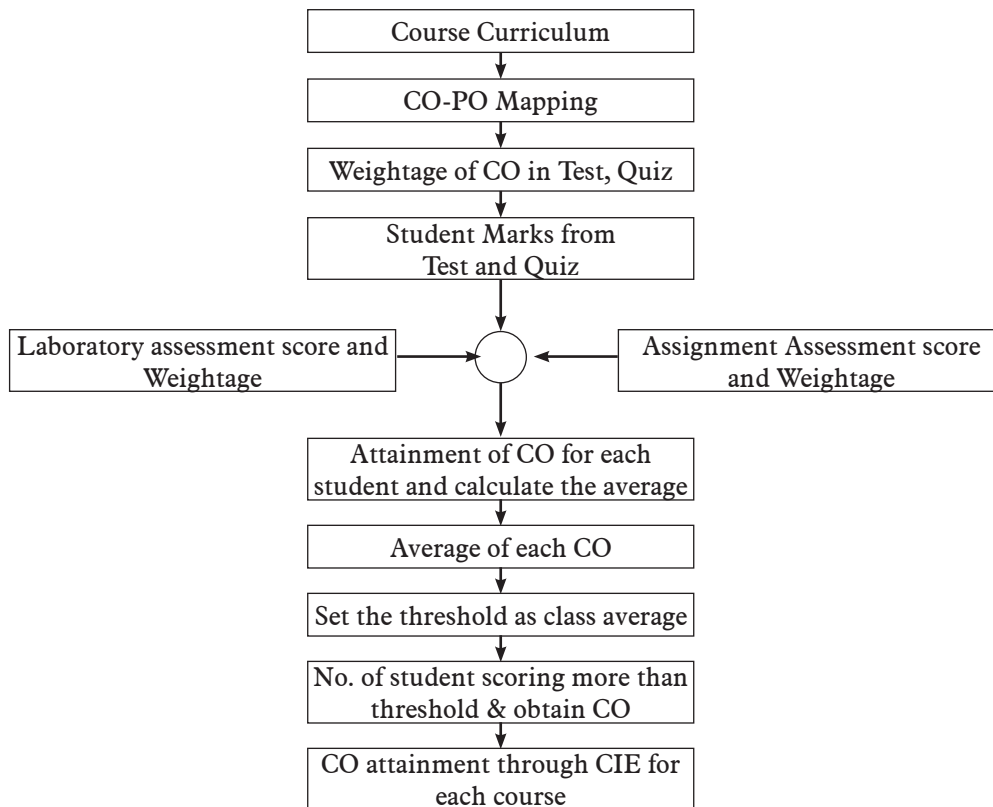 Course Curriculum
CO-PO Mapping
Weightage of CO in Test, Quiz
Student Marks from
Test and Quiz
Laboratory assessment score and
Weightage
Assignment Assessment score
and Weightage
Attainment of CO for each
student and calculate the average
Average of each CO
Set the threshold as class average
No. of student scoring more than
threshold & obtain CO
CO attainment through CIE for
each course